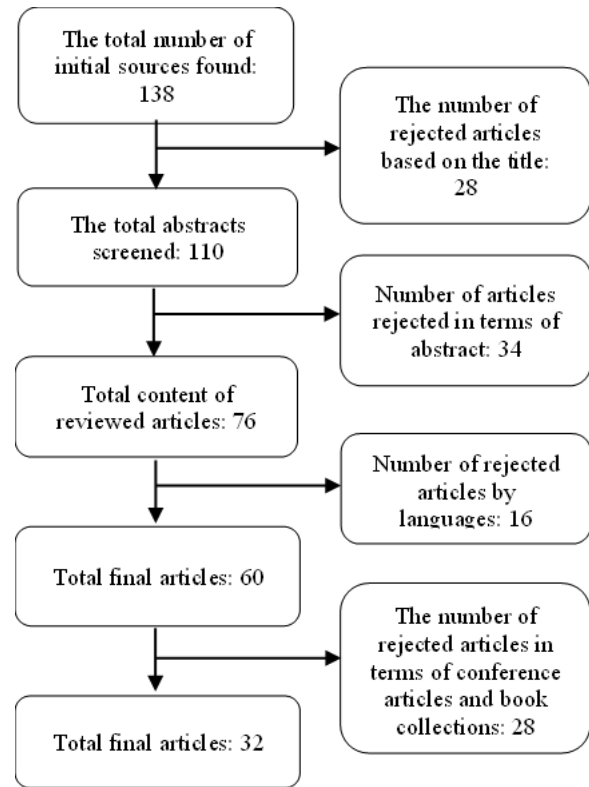 The total number of
initial sources found:
138
The number of
rejected articles
based on the title:
28
The total abstracts
screened: 110
Number of articles
rejected in terms of
abstract: 34
Total content of
reviewed articles: 76
Number of rejected
articles by
languages: 16
Total final articles: 60
The number of
rejected articles in
terms of conference
articles and book
collections: 28
Total final articles: 32